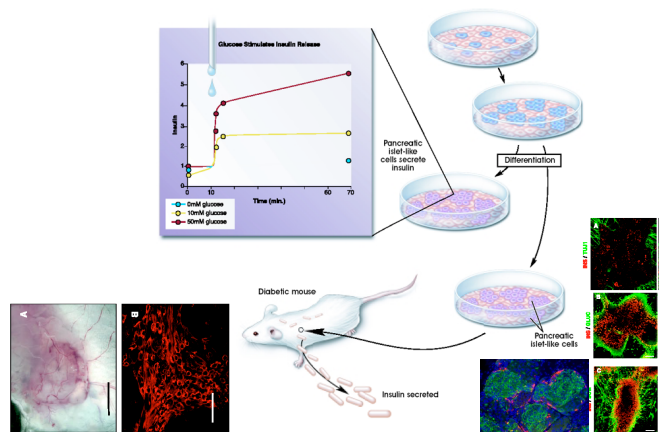 Glucose Stimulates Insulin Release
6
5
4
3
2
1
0
Insulin
0
10
60
70
Time (min.)
0mM glucose
10mM glucose
50mM glucose
Pancreatic
islet-like
cells secrete
insulin
Differentiation
Diabetic mouse
Pancreatic
islet-like cells
Insulin secreted
A
B
A
B
C